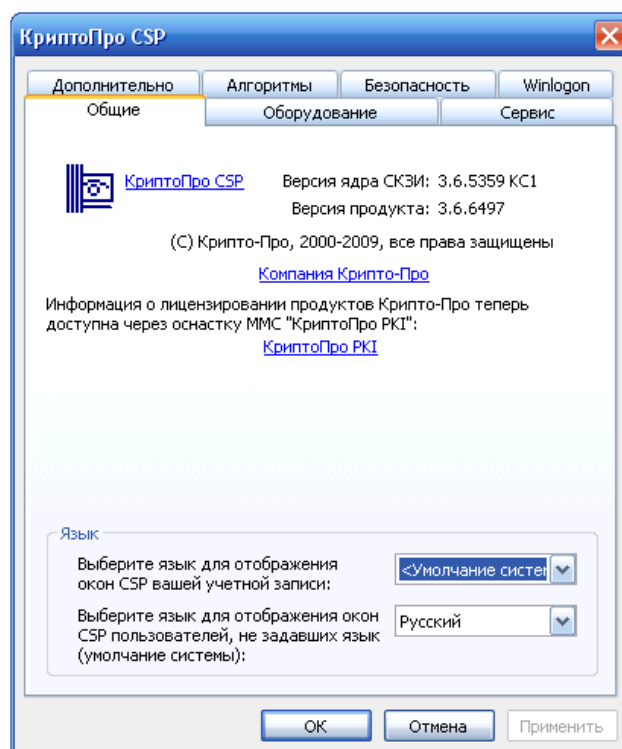 КриптоПро CSP
Дополнительно Алгоритмы Безопасность Winlogon
Общие Оборудование Сервис
КриптоПро CSP Версия ядра СКЗИ: 3.6.5359 КС1
Версия продукта: 3.6.6497
(C) Крипто-Про, 2000-2009, все права защищены
Компания Крипто-Про
Информация о лицензировании продуктов Крипто-Про теперь
доступна через оснастку ММС "КриптоПро PKI":
КриптоПро PKI
Язык
Выберите язык для отображения
окон CSP вашей учетной записи:
<Умолчание систем
Выберите язык для отображения окон
CSP пользователей, не задавших язык
(умолчание системы):
Русский
ОК Отмена Применить